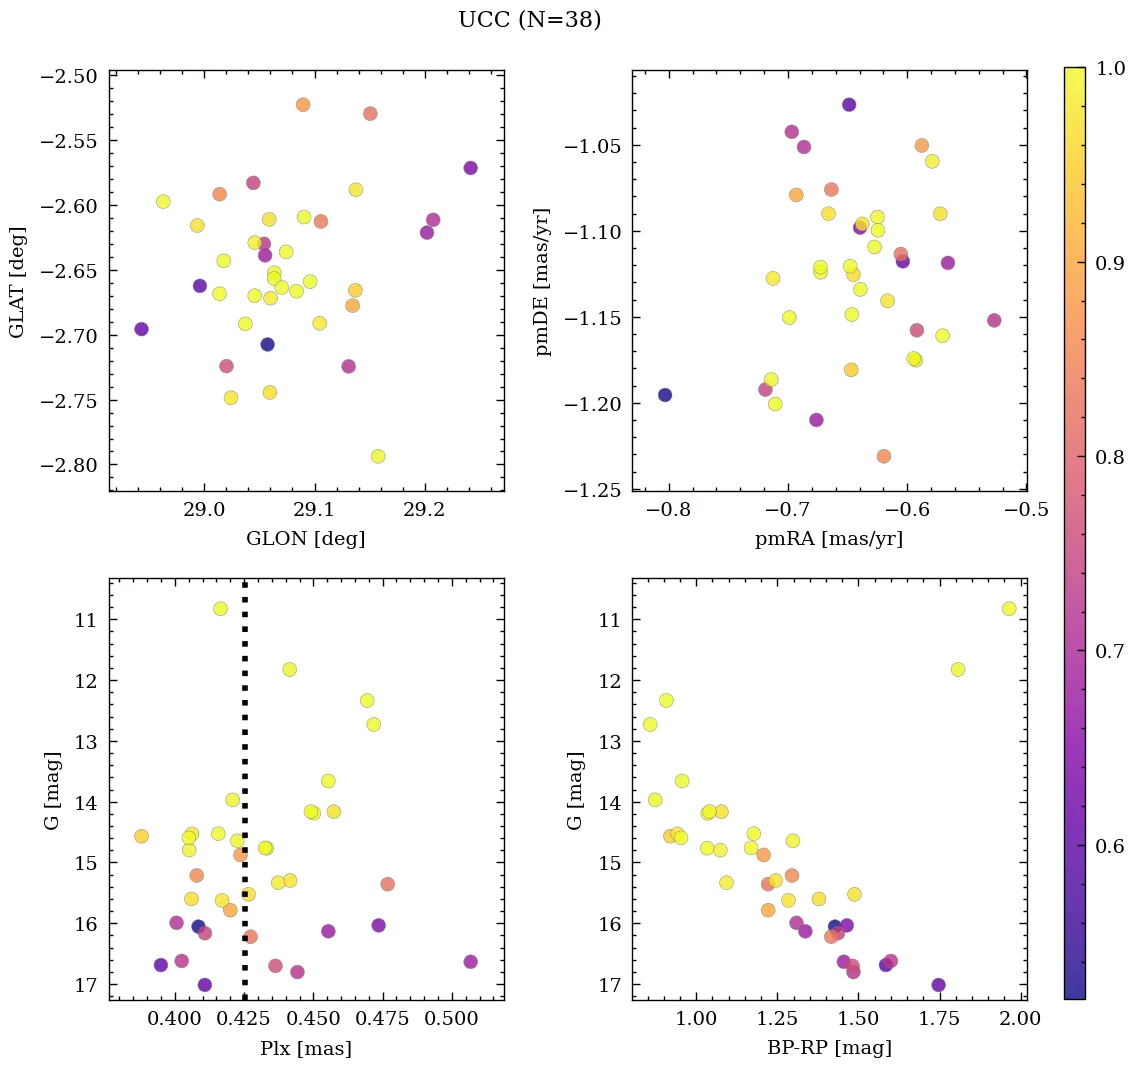 UCC (N=38)
−2.50
−2.55
−2.60
−2.65
−2.70
−2.75
−2.80
GLAT [deg]
29.0 29.1 29.2
GLON [deg]
−1.05
−1.10
−1.15
−1.20
−1.25
pmDE [mas/yr]
−0.8 −0.7 −0.6 −0.5
pmRA [mas/yr]
11
12
13
14
15
16
17
G [mag]
0.400 0.425 0.450 0.475 0.500
Plx [mas]
11
12
13
14
15
16
17
G [mag]
1.00 1.25 1.50 1.75 2.00
BP-RP [mag]
1.0
0.9
0.8
0.7
0.6